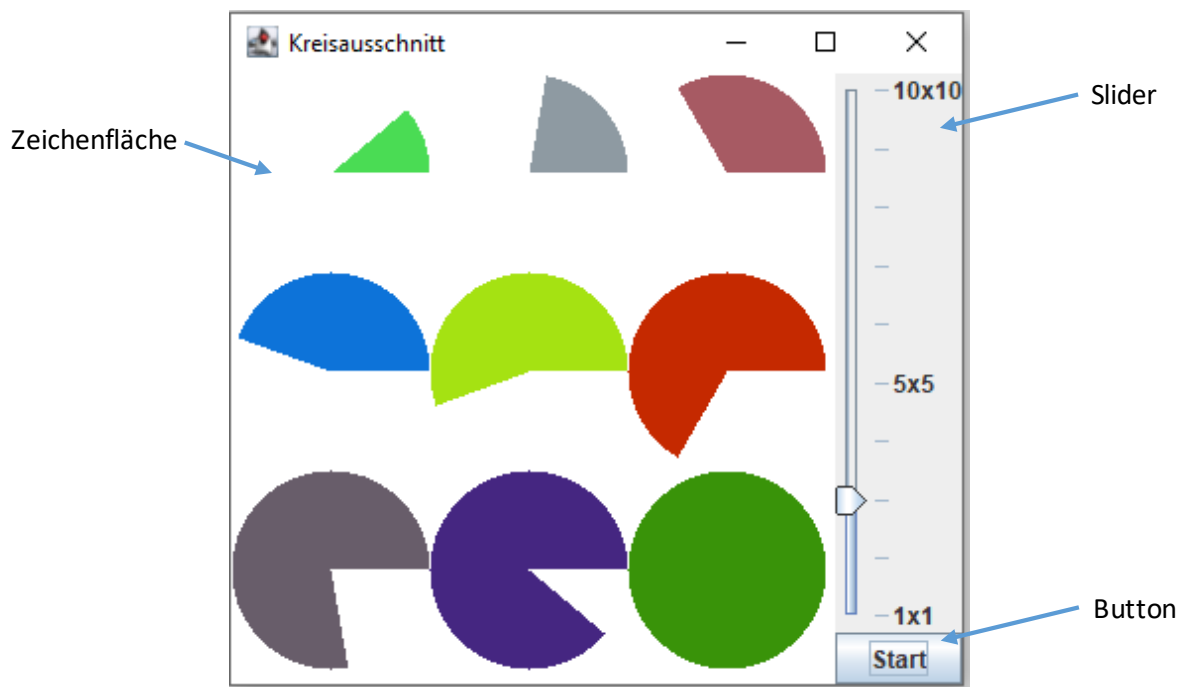 Kreisausschnitt
10x10
Slider
Zeichenfläche
5x5
1x1
Button
Start